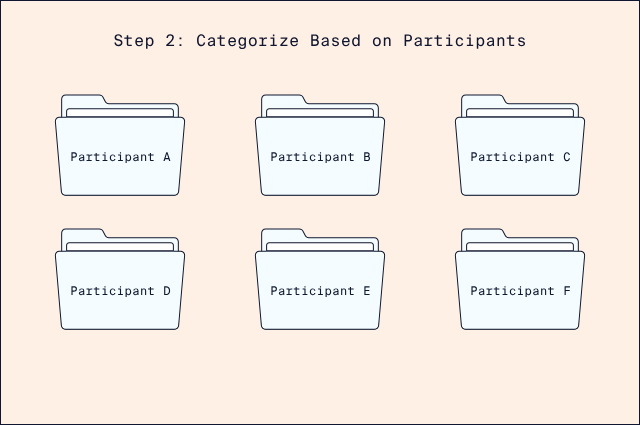 Step 2: Categorize Based on Participants
Participant A
Participant B
Participant C
Participant D
Participant E
Participant F